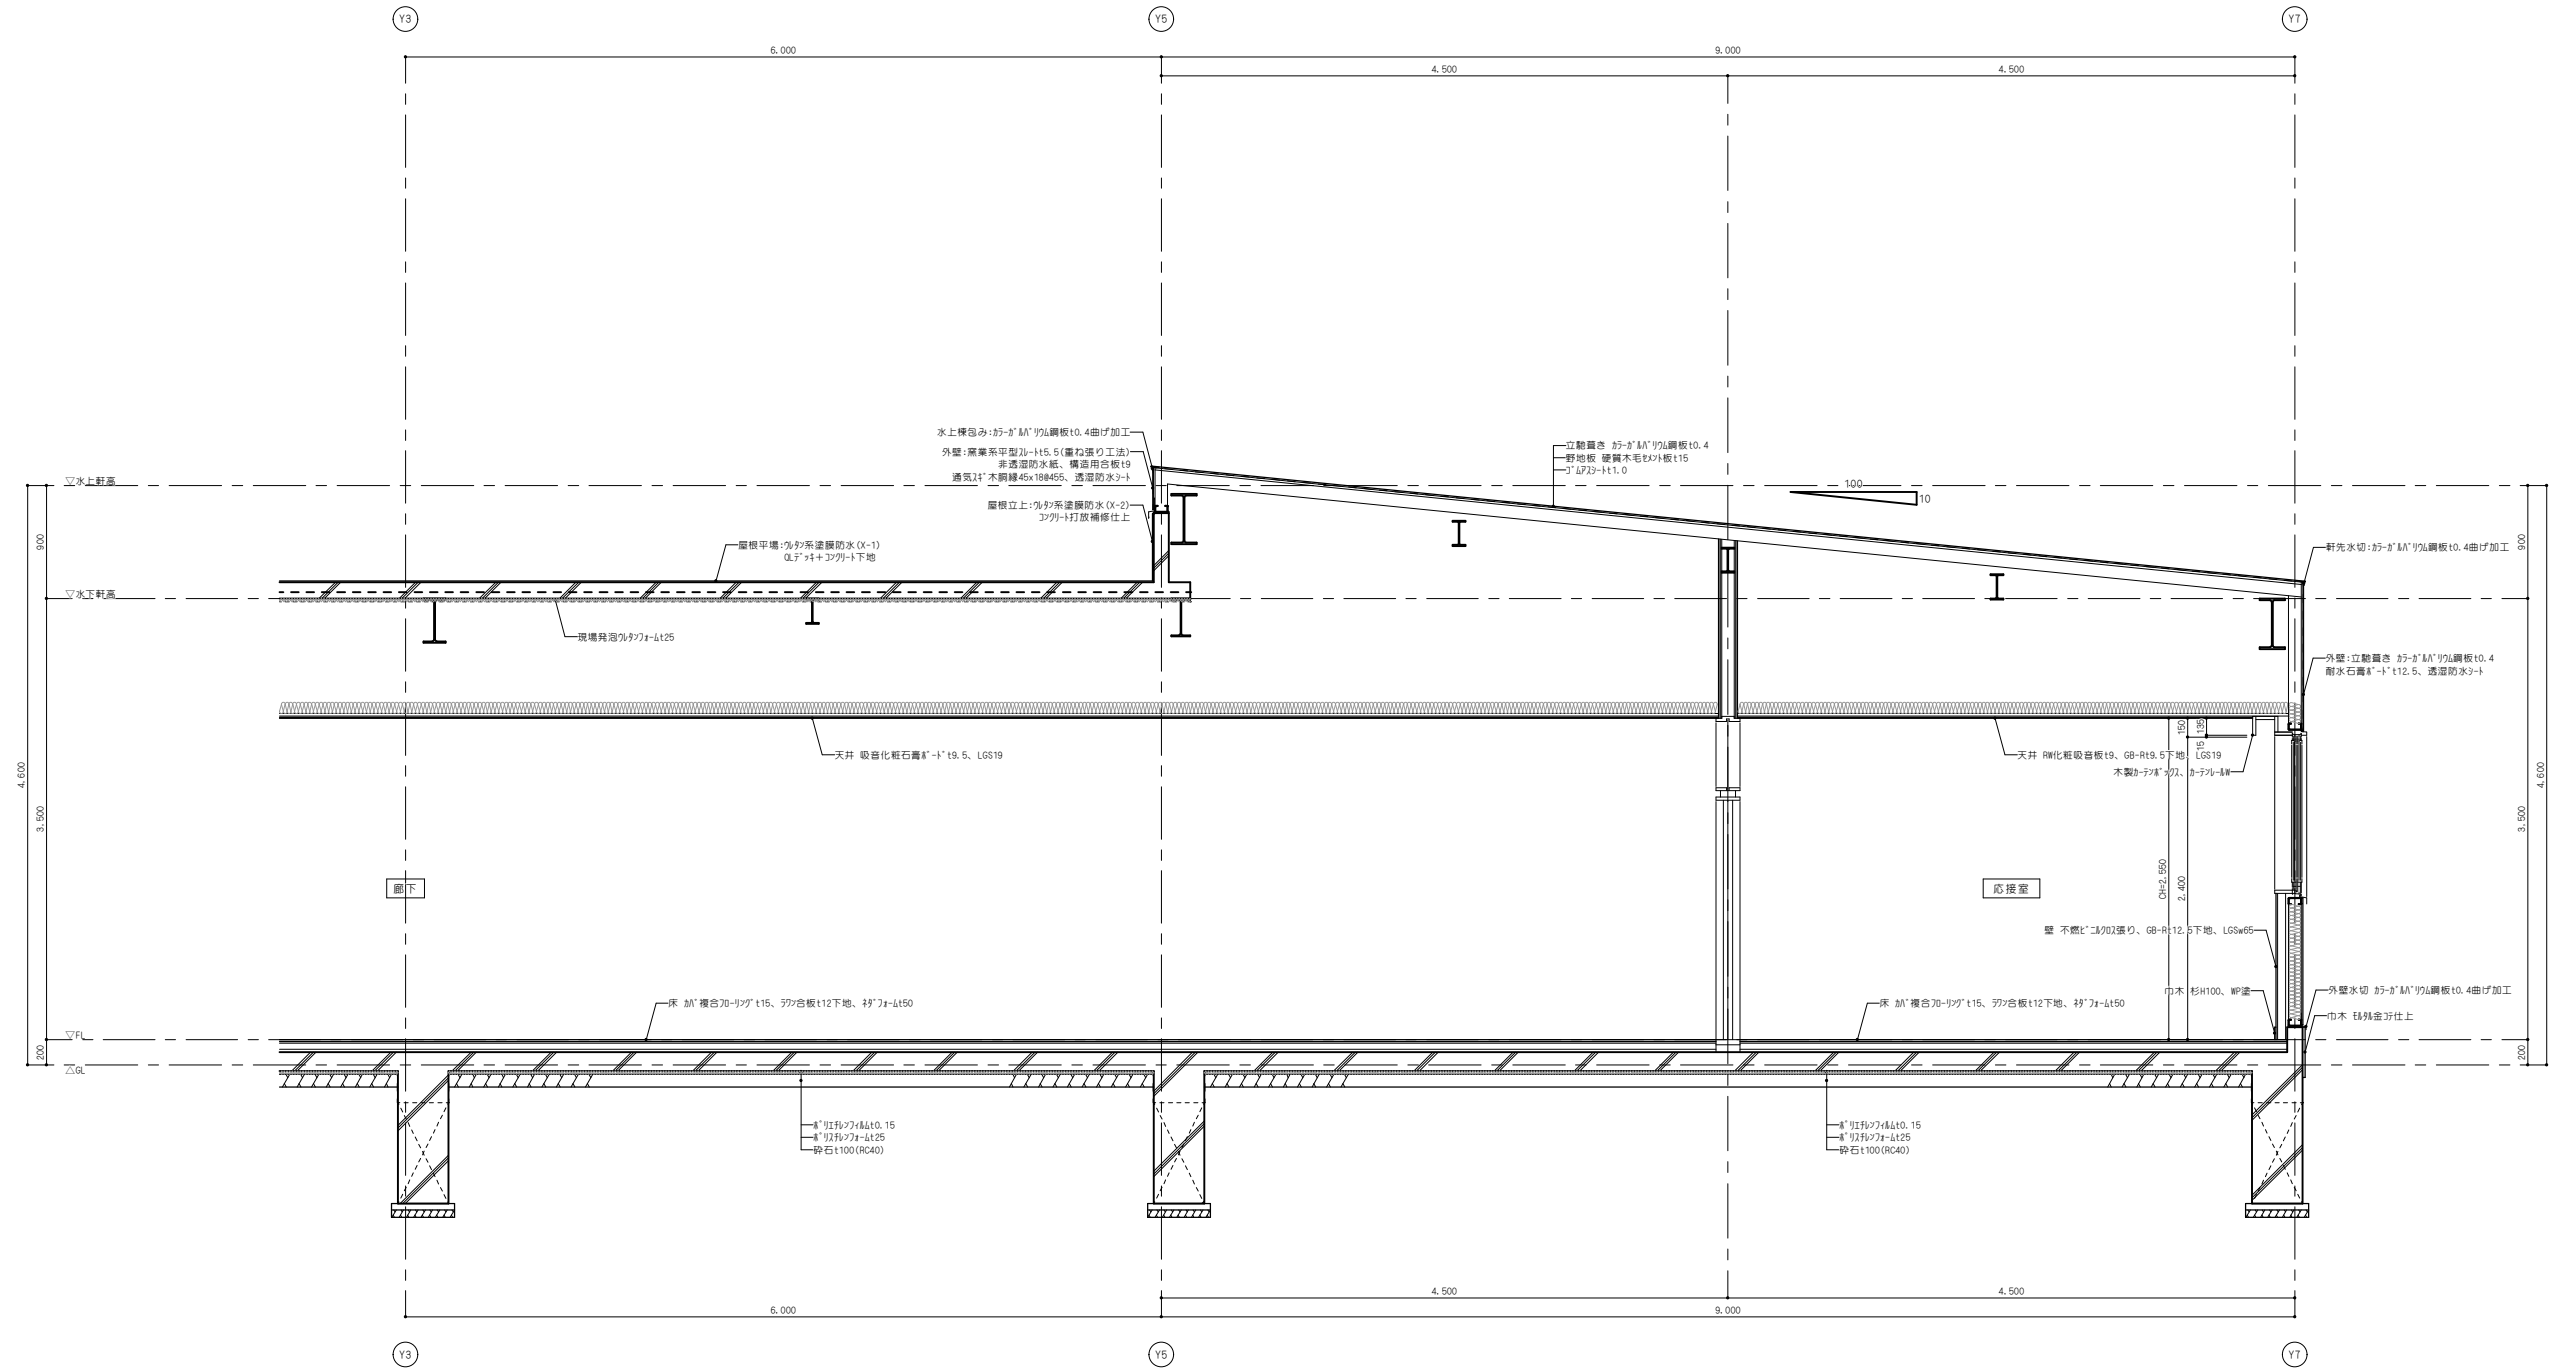 Y3
Y5
Y7
6.000
9.000
4.500
4.500
水上棟包み:ｶﾗｰｶﾞﾙﾊﾞﾘｳﾑ鋼板t0.4曲げ加工
外壁:窯業系平型ｽﾚｰﾄt5.5(重ね張り工法)
非透湿防水紙、構造用合板t9
通気ｽｷﾞ木胴縁45x18@455、透湿防水ｼｰﾄ
屋根立上:ｳﾚﾀﾝ系塗膜防水(X-2)
ｺﾝｸﾘｰﾄ打放補修仕上
立馳葺き ｶﾗｰｶﾞﾙﾊﾞﾘｳﾑ鋼板t0.4
野地板 硬質木毛ｾﾒﾝﾄ板t15
ｺﾞﾑｱｽｼｰﾄt1.0
▽水上軒高
100
10
屋根平場:ｳﾚﾀﾝ系塗膜防水(X-1)
QLﾃﾞｯｷ+ｺﾝｸﾘｰﾄ下地
軒先水切:ｶﾗｰｶﾞﾙﾊﾞﾘｳﾑ鋼板t0.4曲げ加工
900
900
▽水下軒高
現場発泡ｳﾚﾀﾝﾌｫｰﾑt25
外壁:立馳葺き ｶﾗｰｶﾞﾙﾊﾞﾘｳﾑ鋼板t0.4
耐水石膏ﾎﾞｰﾄﾞt12.5、透湿防水ｼｰﾄ
150
135
15
天井 吸音化粧石膏ﾎﾞｰﾄﾞt9.5、LGS19
天井 RW化粧吸音板t9、GB-Rt9.5下地、LGS19
木製ｶｰﾃﾝﾎﾞｯｸｽ、ｶｰﾃﾝﾚｰﾙW
4.600
3.500
4.600
3.500
CH=2.550
2.400
廊下
応接室
壁 不燃ﾋﾞﾆﾙｸﾛｽ張り、GB-Rt12.5下地、LGSw65
巾木 杉H100、WP塗
外壁水切 ｶﾗｰｶﾞﾙﾊﾞﾘｳﾑ鋼板t0.4曲げ加工
床 ｶﾊﾞ複合ﾌﾛｰﾘﾝｸﾞt15、ﾗﾜﾝ合板t12下地、ﾈﾀﾞﾌｫｰﾑt50
床 ｶﾊﾞ複合ﾌﾛｰﾘﾝｸﾞt15、ﾗﾜﾝ合板t12下地、ﾈﾀﾞﾌｫｰﾑt50
巾木 ﾓﾙﾀﾙ金ｺﾃ仕上
▽FL
200
200
△GL
ﾎﾟﾘｴﾁﾚﾝﾌｨﾙﾑt0.15
ﾎﾟﾘｽﾁﾚﾝﾌｫｰﾑt25
砕石t100(RC40)
ﾎﾟﾘｴﾁﾚﾝﾌｨﾙﾑt0.15
ﾎﾟﾘｽﾁﾚﾝﾌｫｰﾑt25
砕石t100(RC40)
4.500
4.500
6.000
9.000
Y3
Y5
Y7